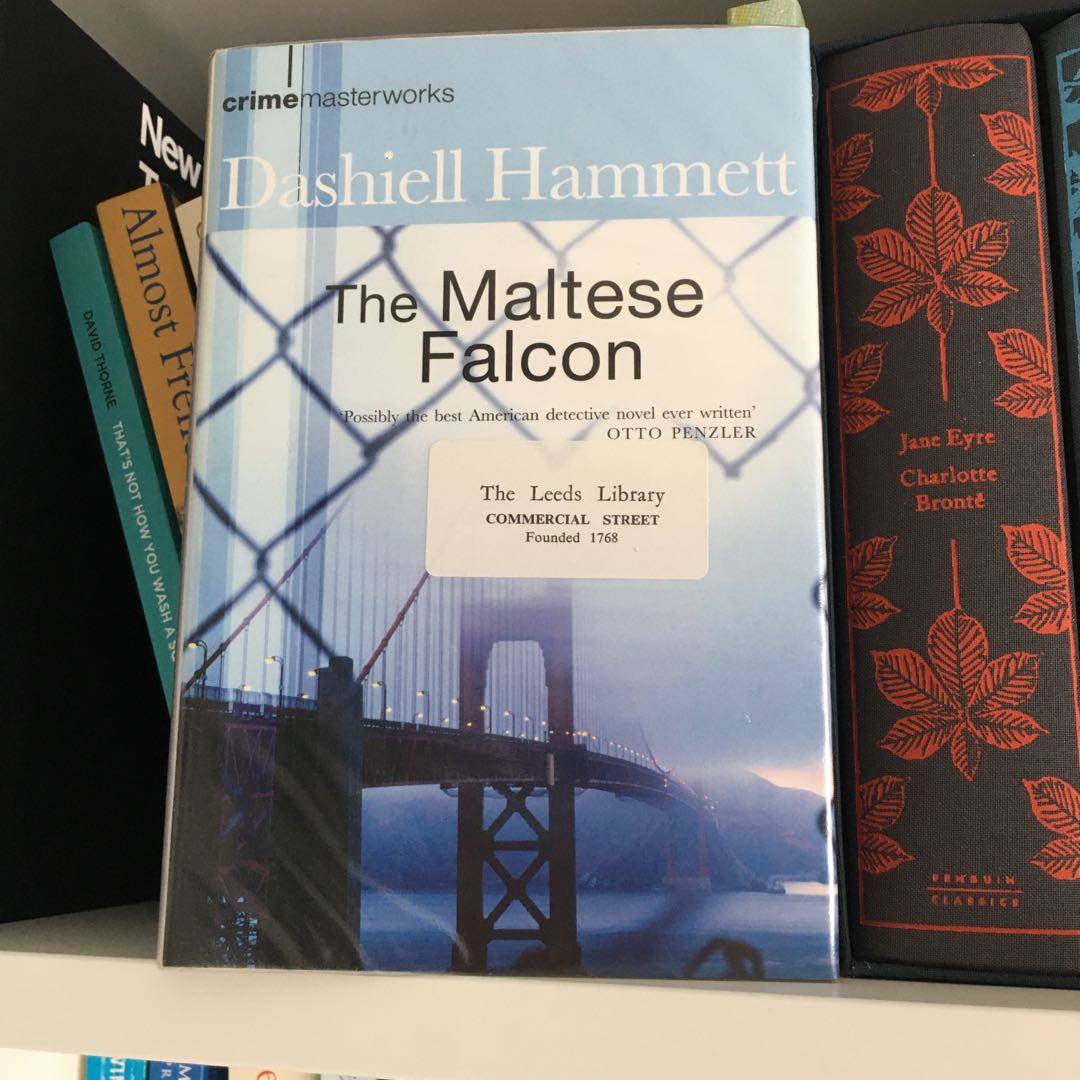 crimemasterworks
Dashiell Hammett
The Maltese
Falcon
'Possibly the best American detective novel ever written'
OTTO PENZLER
The Leeds Library
COMMERCIAL STREET
Founded 1768
New
Almost
DAVID THORNE THAT'S NOT HOW YOU WASH A
Jane Eyre
Charlotte
Brontë
PENGUIN
CLASSICS